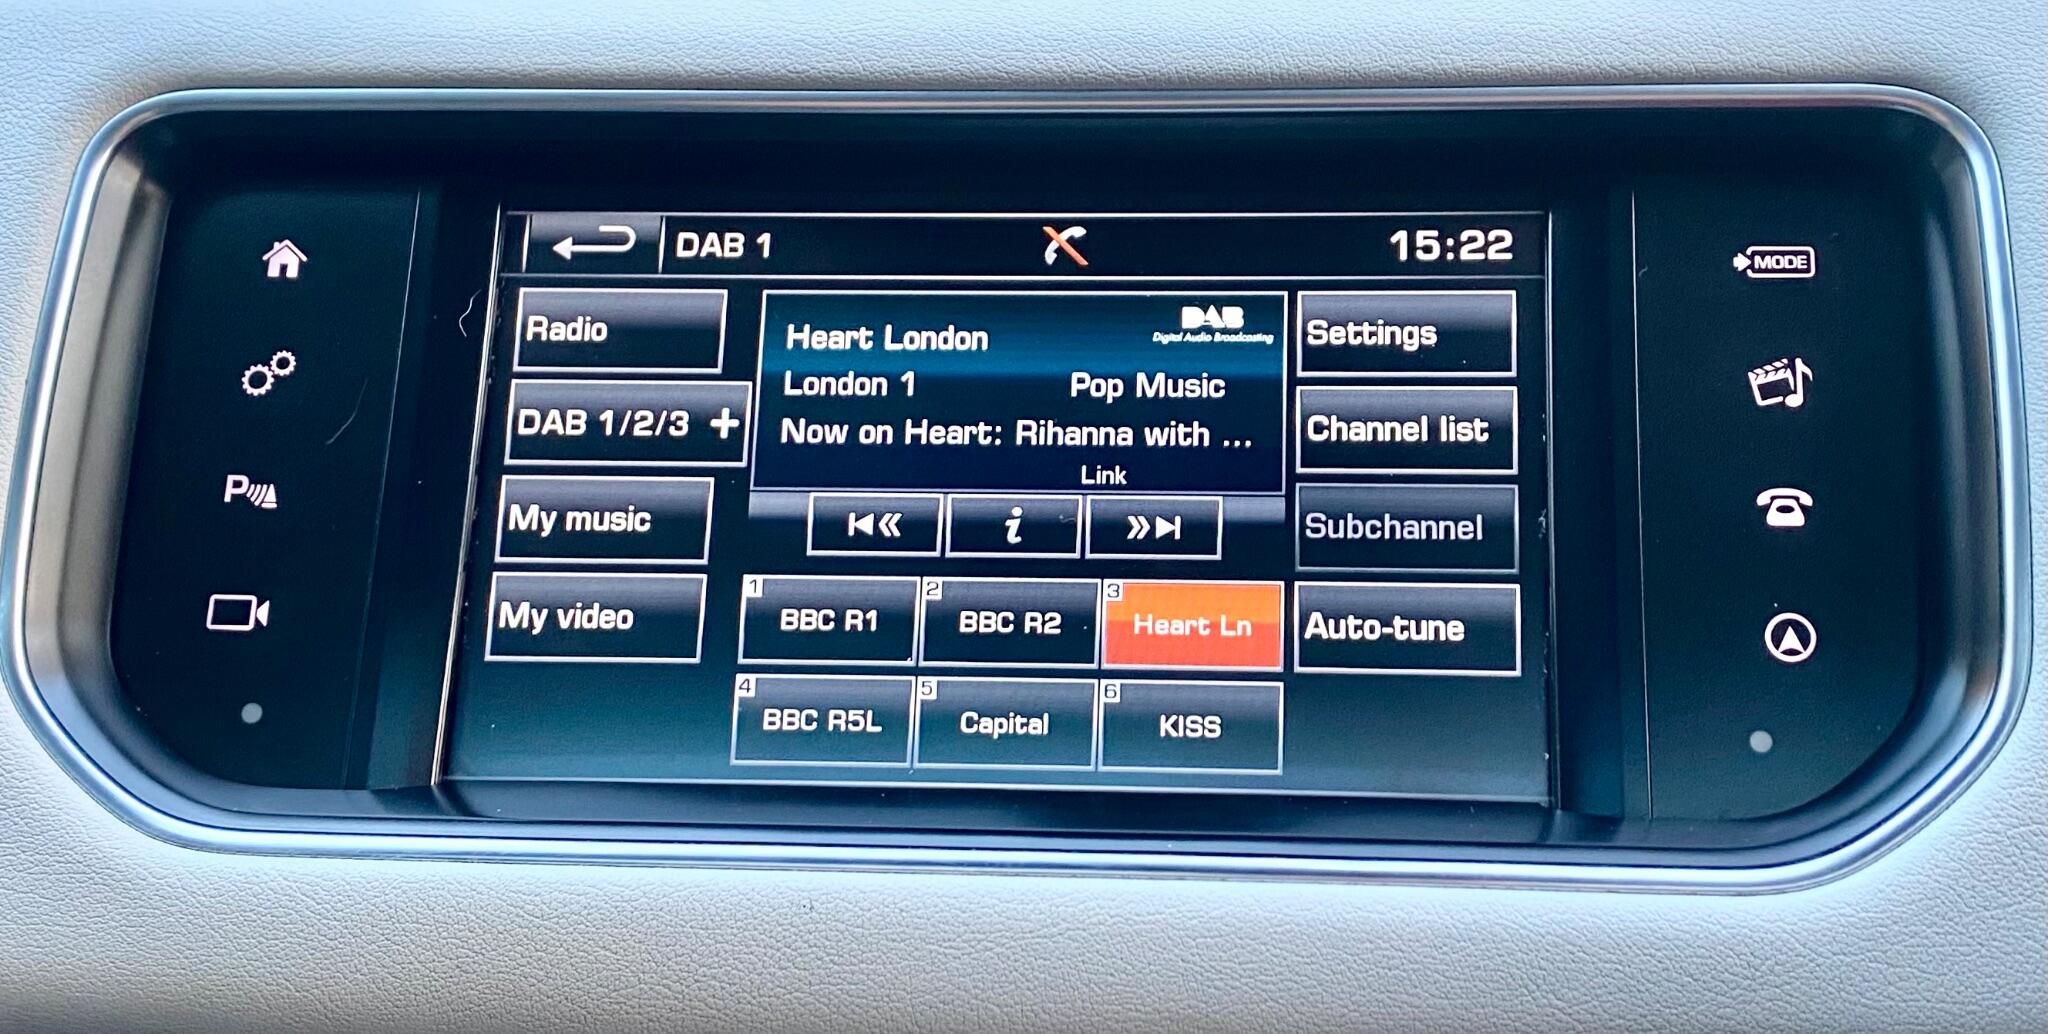 DAB 1
15:22
MODE
Radio
DAB 1/2/3 +
My music
My video
Heart London
DAB
Digital Audio Broadcasting
London 1 Pop Music
Now on Heart: Rihanna with ...
Link
i
Settings
Channel list
Subchannel
Auto-tune
1 BBC R1
2 BBC R2
3 Heart Ln
4 BBC R5L
5 Capital
6 KISS
P